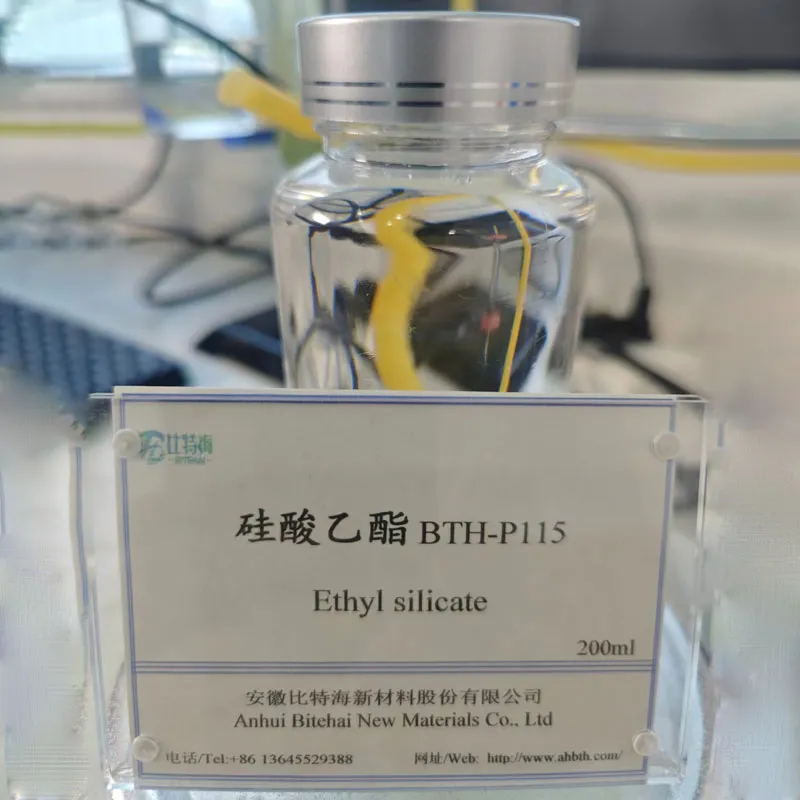 比特海
BITEHAI
硅酸乙酯 BTH-P115
Ethyl silicate
200ml
安徽比特海新材料股份有限公司
Anhui Bitehai New Materials Co., Ltd
电话/Tel:+86 13645529388 网址/Web: http://www.ahbth.com/